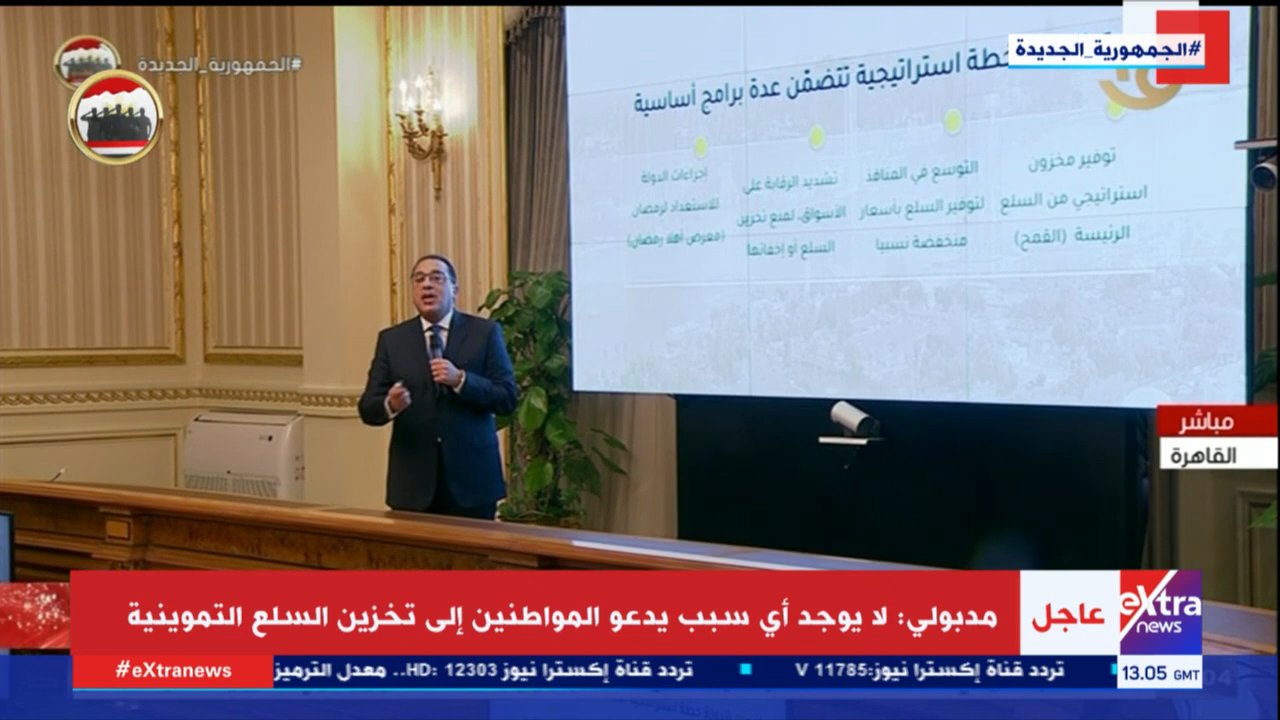 #الجمهورية_الجديدة
#الجمهورية_الجديدة
خطة استراتيجية تتضمّن عدة برامج أساسية
توفير مخزون
استراتيجي من السلع
الرئيسة (القمح)
التوسع في المنافذ
لتوفير السلع بأسعار
منخفضة نسبيا
تشديد الرقابة على
الأسواق، لمنع تخزين
السلع أو إخفائها
إجراءات الدولة
للاستعداد لرمضان
(معرض أهلا رمضان)
مباشر
القاهرة
عاجل
مدبولي: لا يوجد أي سبب يدعو المواطنين إلى تخزين السلع التموينية
eXtra
news
#eXtranews
تردد قناة إكسترا نيوز:11785 V
تردد قناة إكسترا نيوز HD: 12303.. معدل الترميز
13.05 GMT